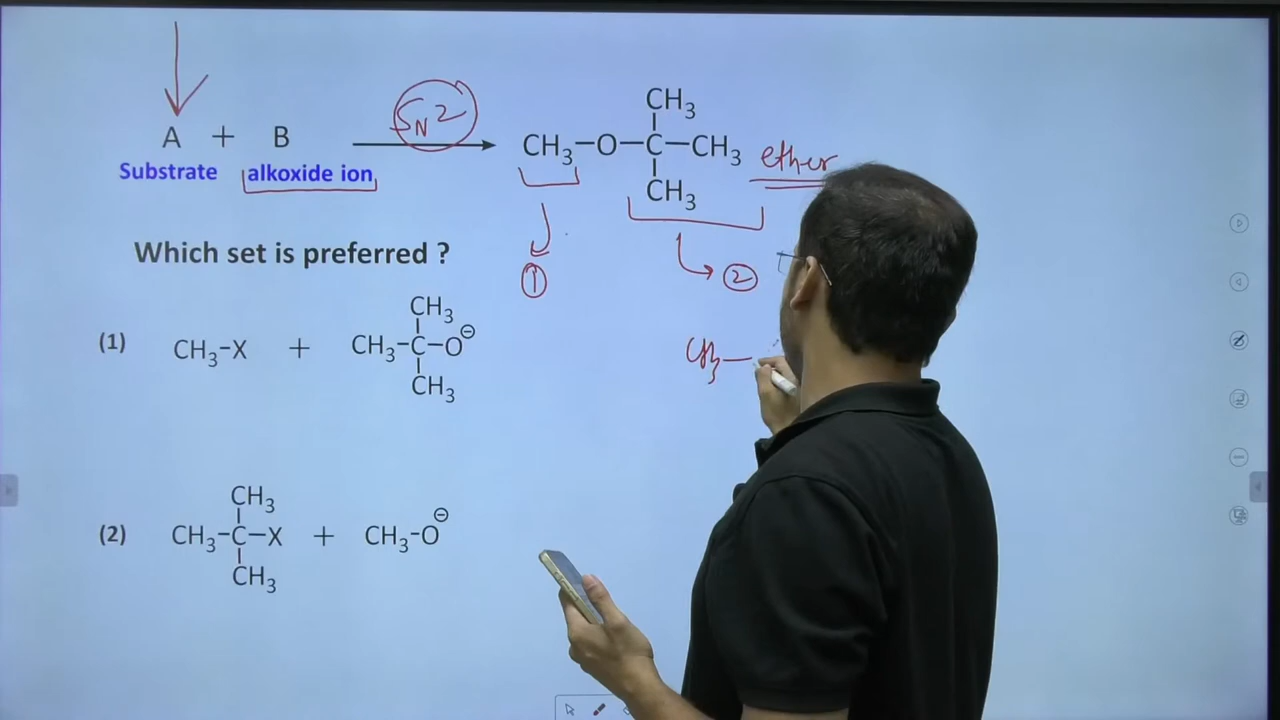 A + B SN2 CH3-O-C-CH3 ether
CH3
CH3
Substrate alkoxide ion
1
2
Which set is preferred ?
(1) CH3-X + CH3-C-O⊖
CH3
CH3
CH3-
(2) CH3-C-X + CH3-O⊖
CH3
CH3